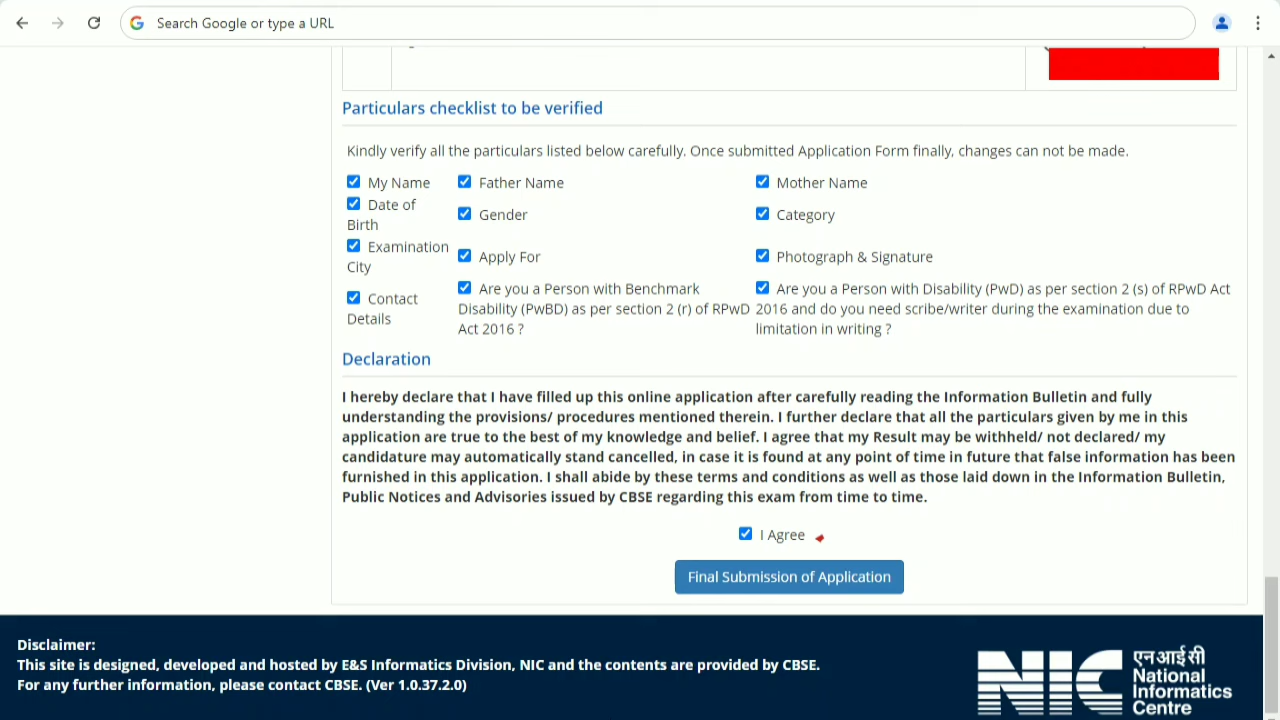 Search Google or type a URL
Particulars checklist to be verified
Kindly verify all the particulars listed below carefully. Once submitted Application Form finally, changes can not be made.
My Name
Father Name
Mother Name
Date of
Birth
Gender
Category
Examination
City
Apply For
Photograph & Signature
Contact
Details
Are you a Person with Benchmark
Disability (PwBD) as per section 2 (r) of RPwD
Act 2016 ?
Are you a Person with Disability (PwD) as per section 2 (s) of RPwD Act
2016 and do you need scribe/writer during the examination due to
limitation in writing ?
Declaration
I hereby declare that I have filled up this online application after carefully reading the Information Bulletin and fully
understanding the provisions/ procedures mentioned therein. I further declare that all the particulars given by me in this
application are true to the best of my knowledge and belief. I agree that my Result may be withheld/ not declared/ my
candidature may automatically stand cancelled, in case it is found at any point of time in future that false information has been
furnished in this application. I shall abide by these terms and conditions as well as those laid down in the Information Bulletin,
Public Notices and Advisories issued by CBSE regarding this exam from time to time.
I Agree
Final Submission of Application
Disclaimer:
This site is designed, developed and hosted by E&S Informatics Division, NIC and the contents are provided by CBSE.
For any further information, please contact CBSE. (Ver 1.0.37.2.0)
NIC
एनआईसी
National
Informatics
Centre